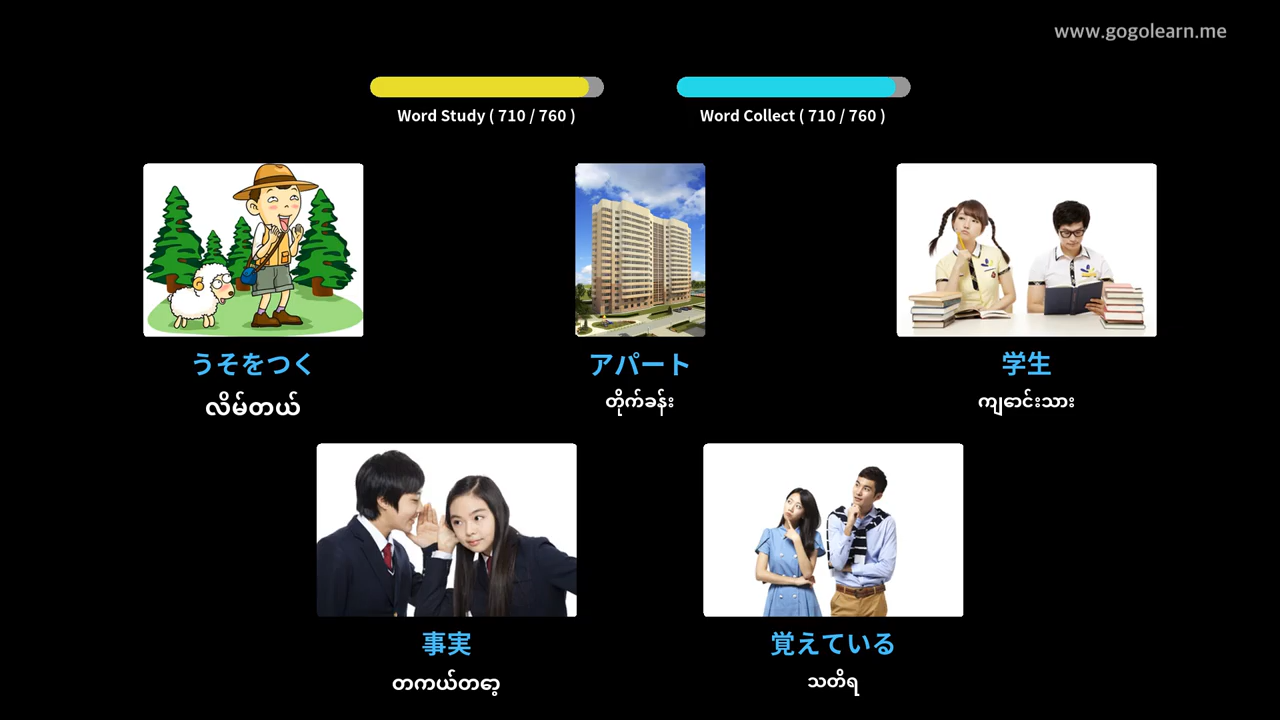 www.gogolearn.me
Word Study ( 710 / 760 )
Word Collect ( 710 / 760 )
うそをつく
လိမ်တယ်
アパート
တိုက်ခန်း
学生
ကျောင်းသား
事実
တကယ်တော့
覚えている
သတိရ